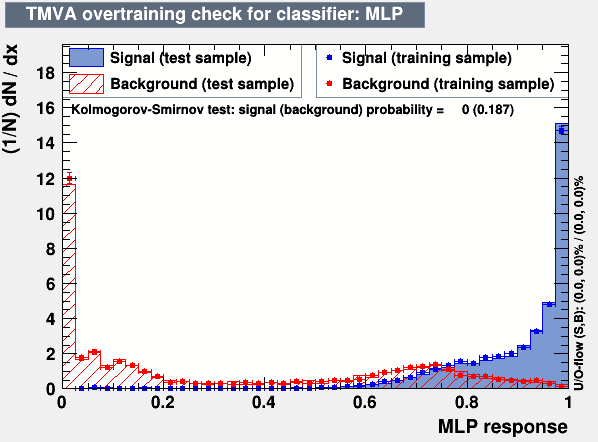 TMVA overtraining check for classifier: MLP
(1/N) dN / dx
Signal (test sample)
Signal (training sample)
Background (test sample)
Background (training sample)
Kolmogorov-Smirnov test: signal (background) probability = 0 (0.187)
18
16
14
12
10
8
6
4
2
0
0 0.2 0.4 0.6 0.8 1
MLP response
U/O-flow (S,B): (0.0, 0.0)% / (0.0, 0.0)%